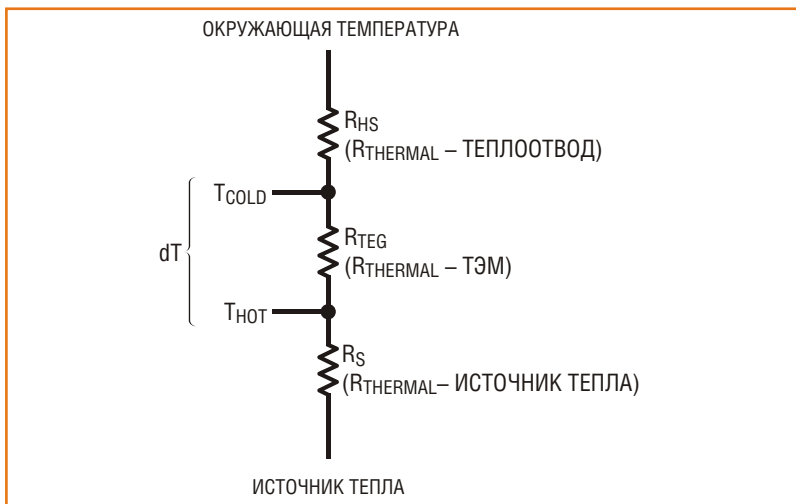 ОКРУЖАЮЩАЯ ТЕМПЕРАТУРА
RHS
(RTHERMAL – ТЕПЛООТВОД)
TCOLD
dT
RTEG
(RTHERMAL – ТЭМ)
THOT
RS
(RTHERMAL– ИСТОЧНИК ТЕПЛА)
ИСТОЧНИК ТЕПЛА